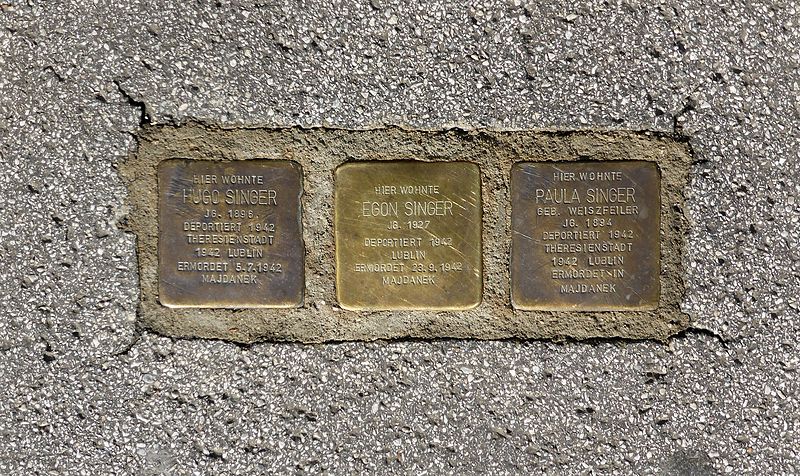 HIER WOHNTE
HUGO SINGER
JG. 1896
DEPORTIERT 1942
THERESIENSTADT
1942 LUBLIN
ERMORDET 5.7.1942
MAJDANEK
HIER WOHNTE
EGON SINGER
JG. 1927
DEPORTIERT 1942
LUBLIN
ERMORDET 23.9.1942
MAJDANEK
HIER WOHNTE
PAULA SINGER
GEB. WEISZFEILER
JG. 1894
DEPORTIERT 1942
THERESIENSTADT
1942 LUBLIN
ERMORDET IN
MAJDANEK